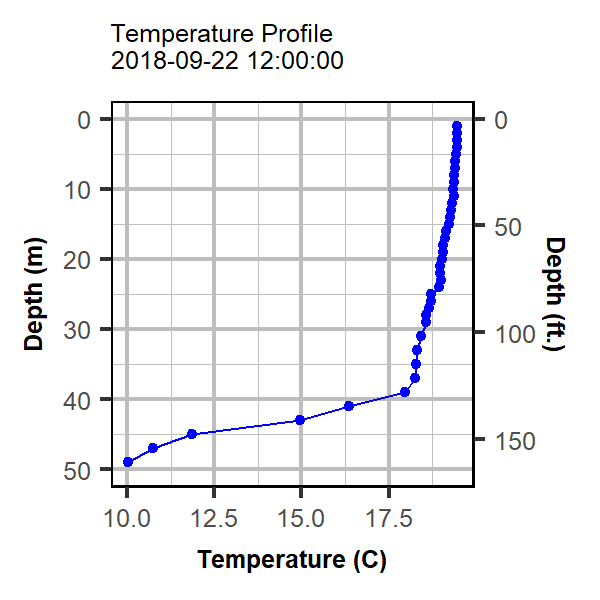 Temperature Profile
2018-09-22 12:00:00
0
10
20
30
40
50
Depth (m)
0
50
100
150
Depth (ft.)
10.0 12.5 15.0 17.5
Temperature (C)